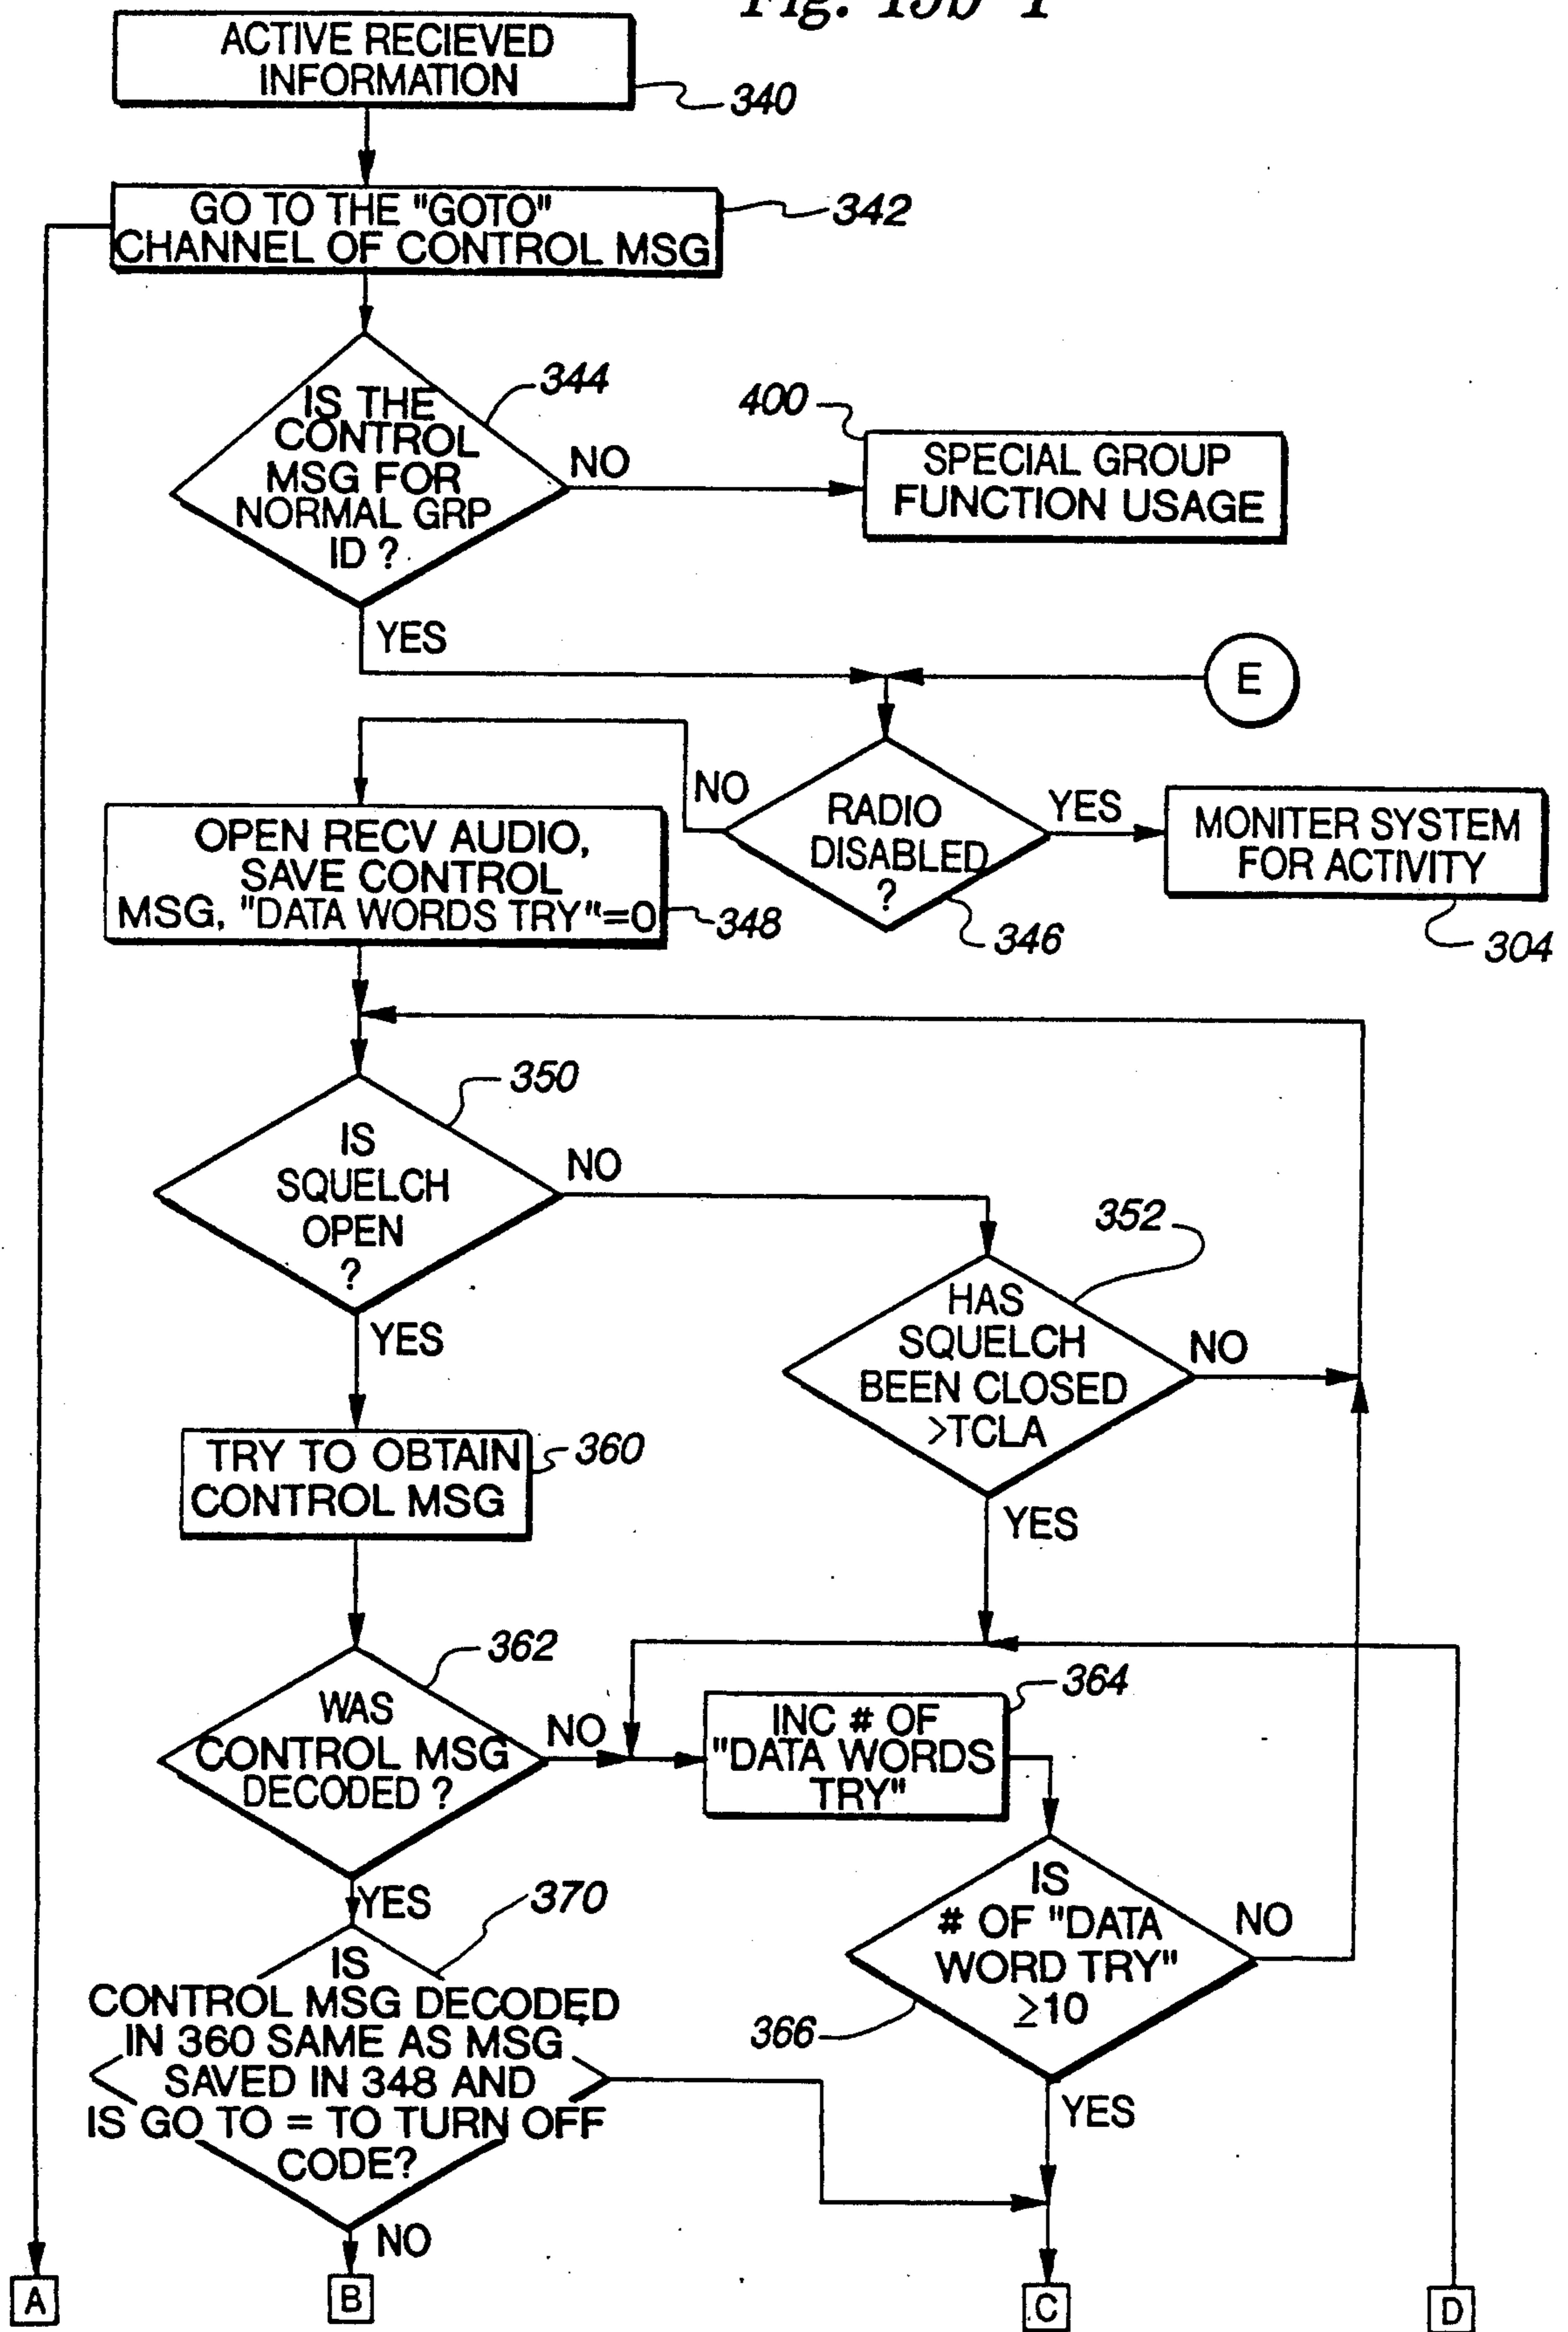 Fig. 15b-1
ACTIVE RECIEVED
INFORMATION
340
GO TO THE "GOTO"
CHANNEL OF CONTROL MSG
342
IS THE
CONTROL
MSG FOR
NORMAL GRP
ID ?
344
NO
400
SPECIAL GROUP
FUNCTION USAGE
YES
E
NO
RADIO
DISABLED
?
346
YES
MONITER SYSTEM
FOR ACTIVITY
304
OPEN RECV AUDIO,
SAVE CONTROL
MSG, "DATA WORDS TRY"=0
348
IS
SQUELCH
OPEN
?
350
NO
352
HAS
SQUELCH
BEEN CLOSED
>TCLA
NO
YES
YES
TRY TO OBTAIN
CONTROL MSG
360
WAS
CONTROL MSG
DECODED ?
362
NO
INC # OF
"DATA WORDS
TRY"
364
YES
IS
CONTROL MSG DECODED
IN 360 SAME AS MSG
SAVED IN 348 AND
IS GO TO = TO TURN OFF
CODE?
370
IS
# OF "DATA
WORD TRY"
≥10
366
NO
YES
NO
A
B
C
D